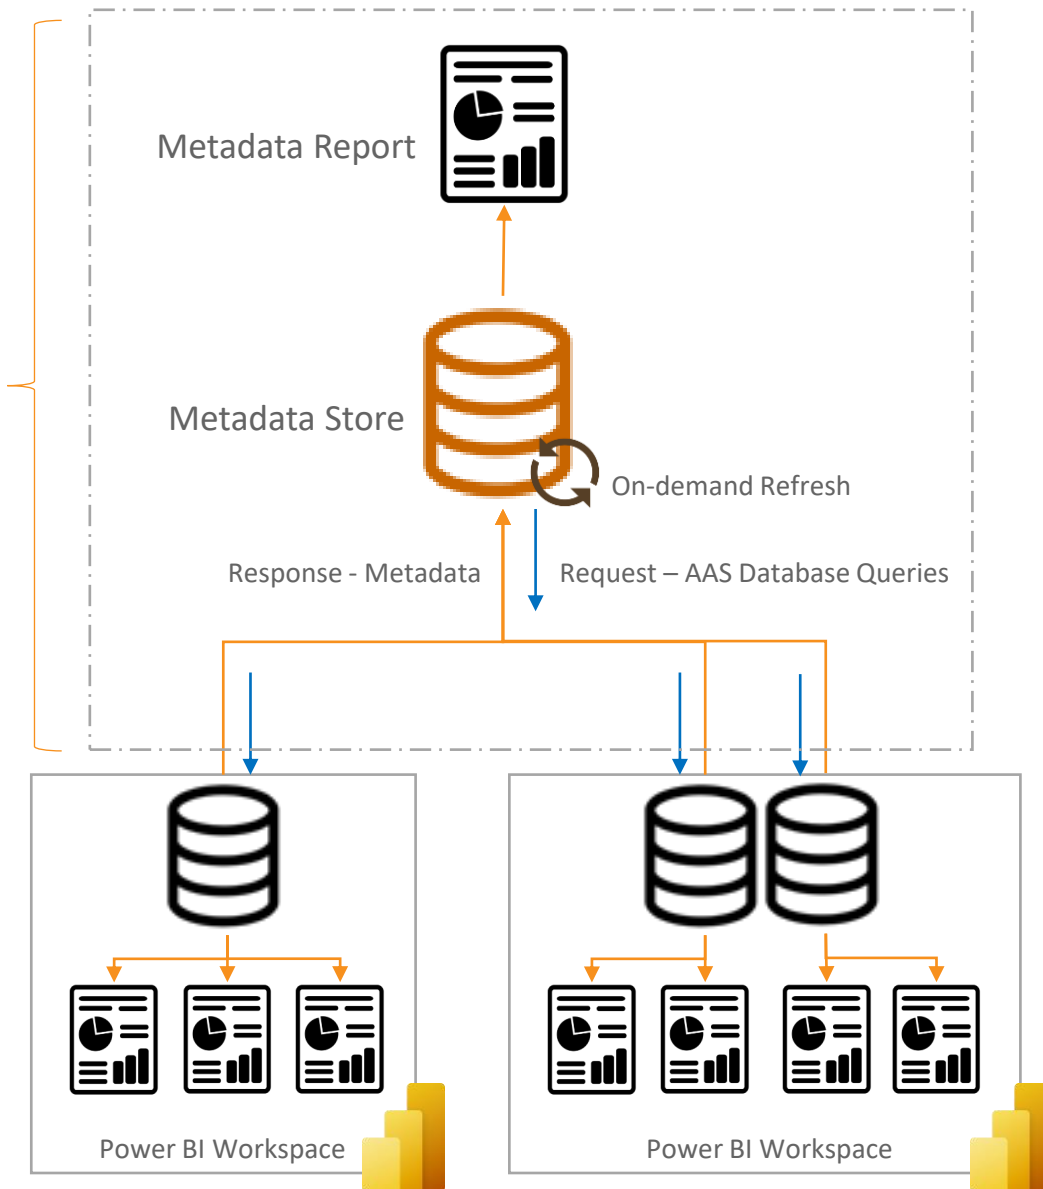 Metadata Report
Metadata Store
On-demand Refresh
Response - Metadata
Request – AAS Database Queries
Power BI Workspace
Power BI Workspace